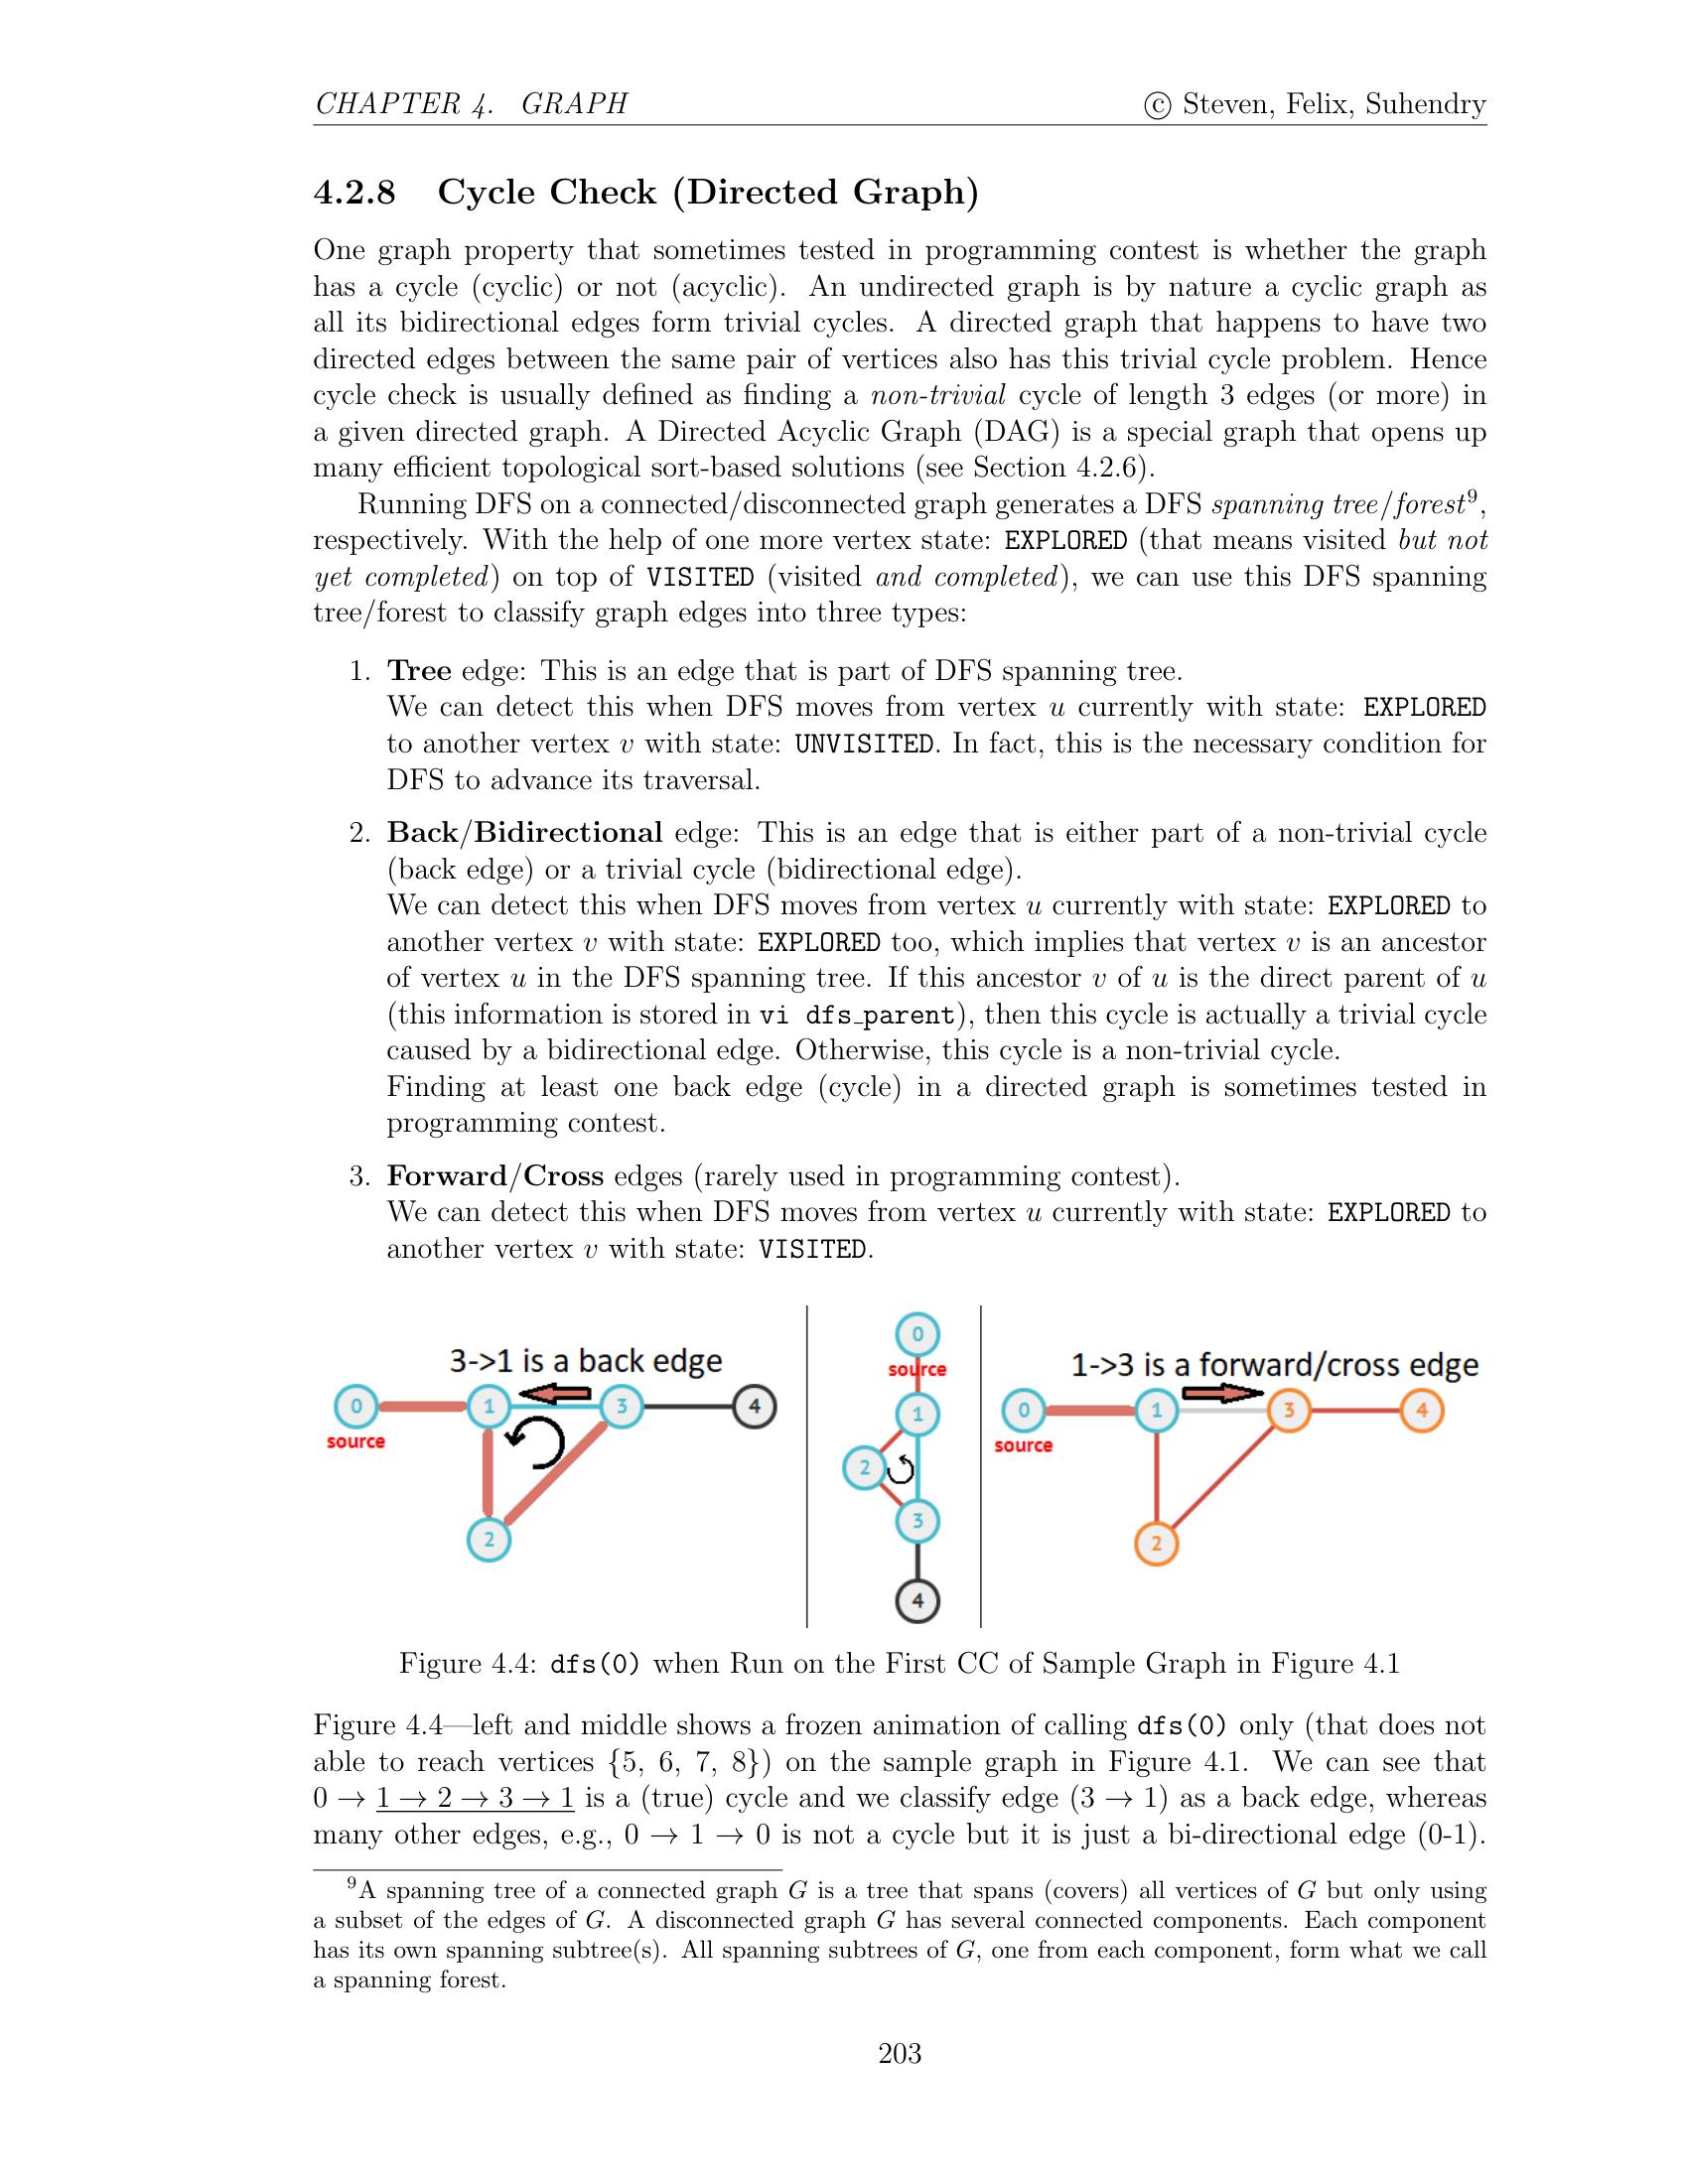 CHAPTER 4. GRAPH © Steven, Felix, Suhendry
4.2.8 Cycle Check (Directed Graph)
One graph property that sometimes tested in programming contest is whether the graph
has a cycle (cyclic) or not (acyclic). An undirected graph is by nature a cyclic graph as
all its bidirectional edges form trivial cycles. A directed graph that happens to have two
directed edges between the same pair of vertices also has this trivial cycle problem. Hence
cycle check is usually defined as finding a non-trivial cycle of length 3 edges (or more) in
a given directed graph. A Directed Acyclic Graph (DAG) is a special graph that opens up
many efficient topological sort-based solutions (see Section 4.2.6).
Running DFS on a connected/disconnected graph generates a DFS spanning tree/forest⁹,
respectively. With the help of one more vertex state: EXPLORED (that means visited but not
yet completed) on top of VISITED (visited and completed), we can use this DFS spanning
tree/forest to classify graph edges into three types:
1. Tree edge: This is an edge that is part of DFS spanning tree.
We can detect this when DFS moves from vertex u currently with state: EXPLORED
to another vertex v with state: UNVISITED. In fact, this is the necessary condition for
DFS to advance its traversal.
2. Back/Bidirectional edge: This is an edge that is either part of a non-trivial cycle
(back edge) or a trivial cycle (bidirectional edge).
We can detect this when DFS moves from vertex u currently with state: EXPLORED to
another vertex v with state: EXPLORED too, which implies that vertex v is an ancestor
of vertex u in the DFS spanning tree. If this ancestor v of u is the direct parent of u
(this information is stored in vi dfs_parent), then this cycle is actually a trivial cycle
caused by a bidirectional edge. Otherwise, this cycle is a non-trivial cycle.
Finding at least one back edge (cycle) in a directed graph is sometimes tested in
programming contest.
3. Forward/Cross edges (rarely used in programming contest).
We can detect this when DFS moves from vertex u currently with state: EXPLORED to
another vertex v with state: VISITED.
3->1 is a back edge
0 1 3 4
source
2
0
source
1
2
3
4
1->3 is a forward/cross edge
0 1 3 4
source
2
Figure 4.4: dfs(0) when Run on the First CC of Sample Graph in Figure 4.1
Figure 4.4—left and middle shows a frozen animation of calling dfs(0) only (that does not
able to reach vertices {5, 6, 7, 8}) on the sample graph in Figure 4.1. We can see that
0 → 1 → 2 → 3 → 1 is a (true) cycle and we classify edge (3 → 1) as a back edge, whereas
many other edges, e.g., 0 → 1 → 0 is not a cycle but it is just a bi-directional edge (0-1).
⁹A spanning tree of a connected graph G is a tree that spans (covers) all vertices of G but only using
a subset of the edges of G. A disconnected graph G has several connected components. Each component
has its own spanning subtree(s). All spanning subtrees of G, one from each component, form what we call
a spanning forest.
203